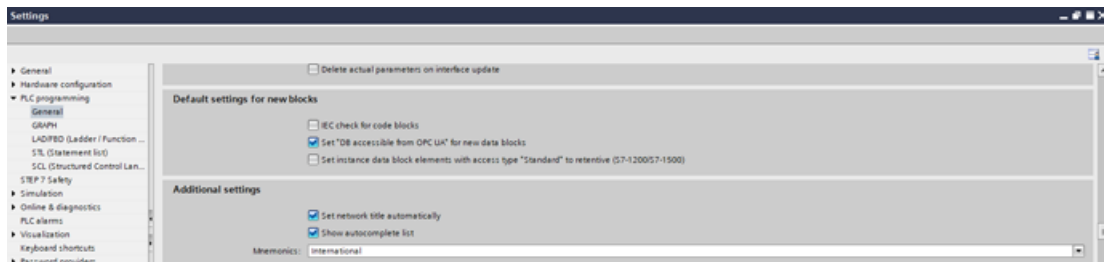 Settings
Delete actual parameters on interface update
General
Hardware configuration
PLC programming
General
GRAPH
LAD/FBD (Ladder / Function ...
STL (Statement list)
SCL (Structured Control Lan...
STEP 7 Safety
Simulation
Online & diagnostics
PLC alarms
Visualization
Keyboard shortcuts
Password providers
Default settings for new blocks
IEC check for code blocks
Set "DB accessible from OPC UA" for new data blocks
Set instance data block elements with access type "Standard" to retentive (S7-1200/S7-1500)
Additional settings
Set network title automatically
Show autocomplete list
Mnemonics: International